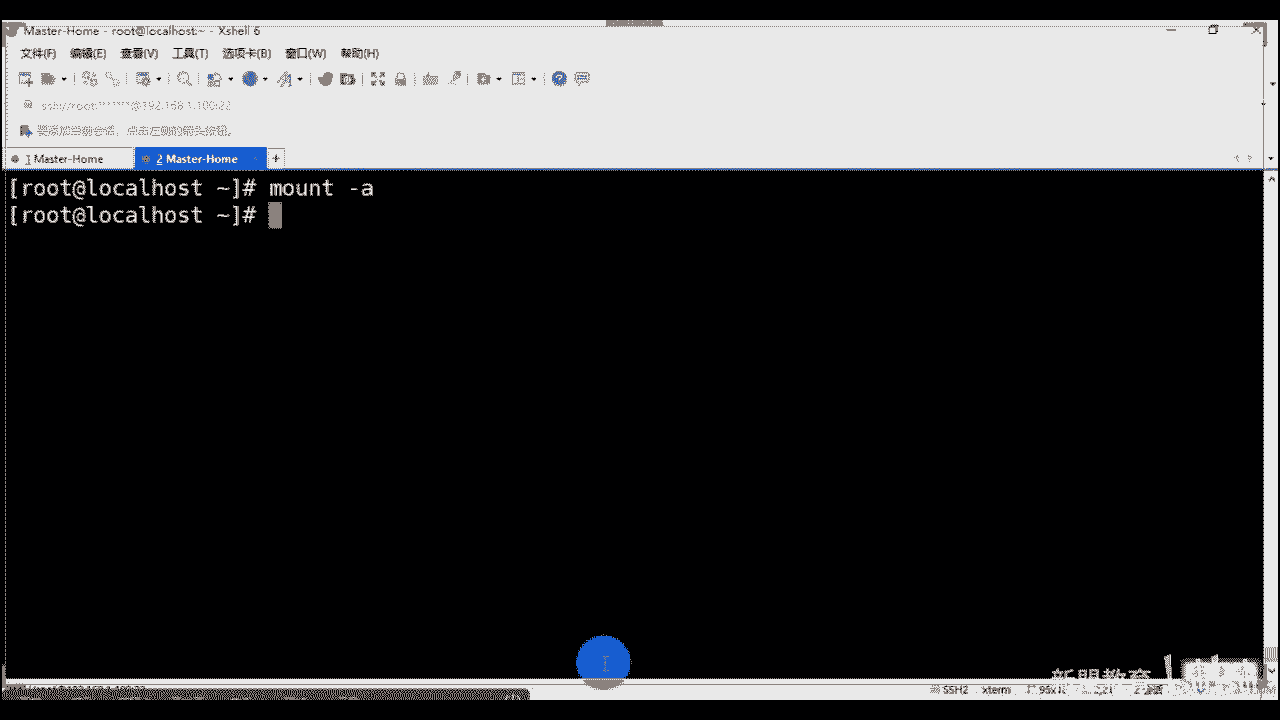 Master-Home - root@localhost:~ - Xshell 6
文件(F) 编辑(E) 查看(V) 工具(T) 选项卡(B) 窗口(W) 帮助(H)
ssh://root:******@192.168.1.100:22
要添加当前会话，点击左侧的箭头按钮。
1 Master-Home 2 Master-Home +
[root@localhost ~]# mount -a
[root@localhost ~]#
SSH2 xterm
新盟教育